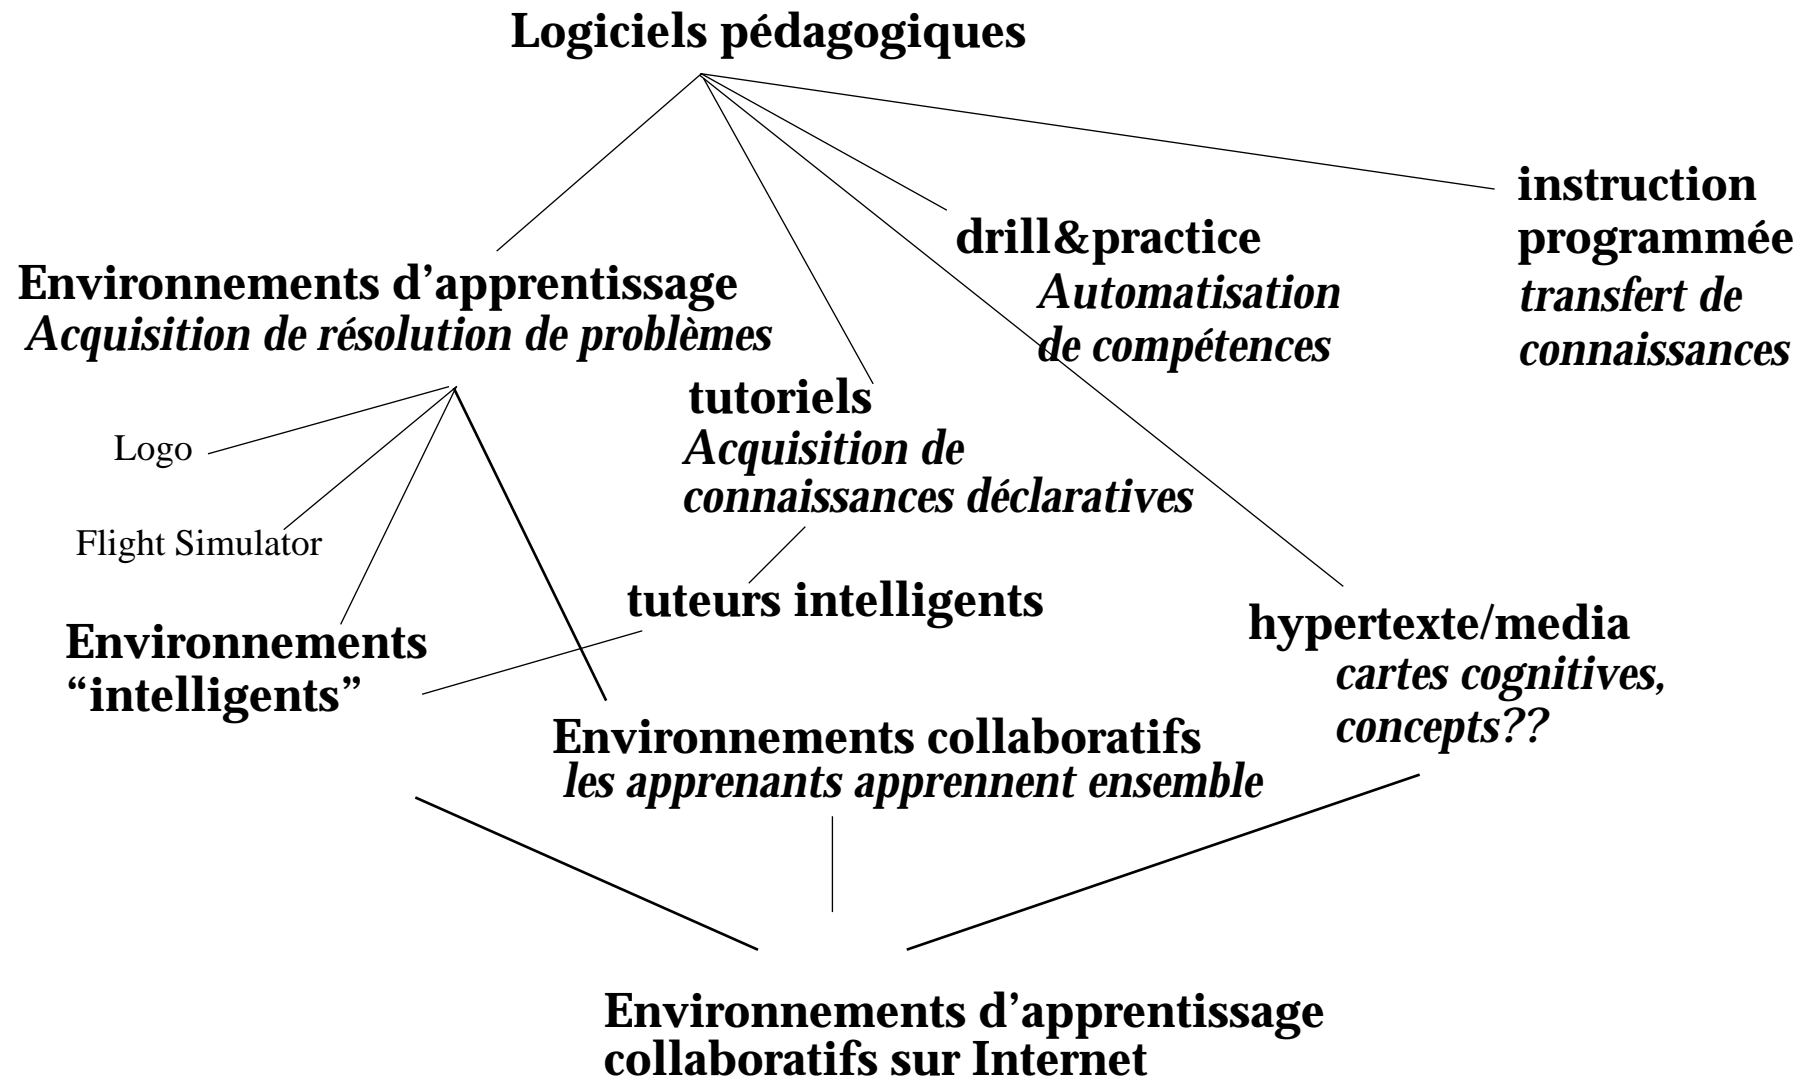 Logiciels pédagogiques
instruction
programmée
transfert de
connaissances
drill&practice
Automatisation
de compétences
Environnements d’apprentissage
Acquisition de résolution de problèmes
tutoriels
Acquisition de
connaissances déclaratives
Logo
Flight Simulator
tuteurs intelligents
Environnements
“intelligents”
hypertexte/media
cartes cognitives,
concepts??
Environnements collaboratifs
les apprenants apprennent ensemble
Environnements d’apprentissage
collaboratifs sur Internet